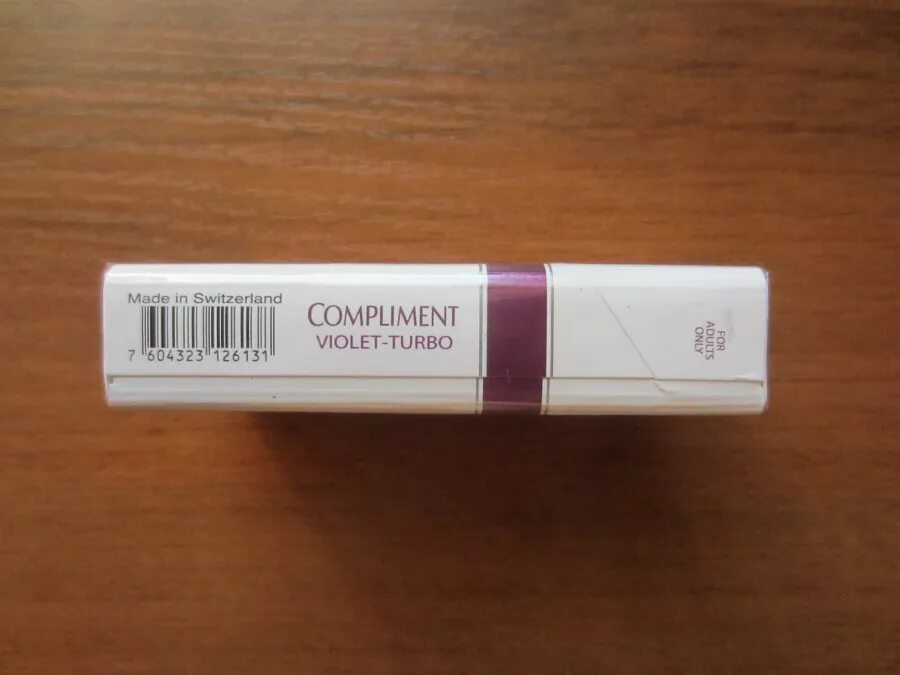 Made in Switzerland
7 604323 126131
COMPLIMENT
VIOLET-TURBO
FOR
ADULTS
ONLY